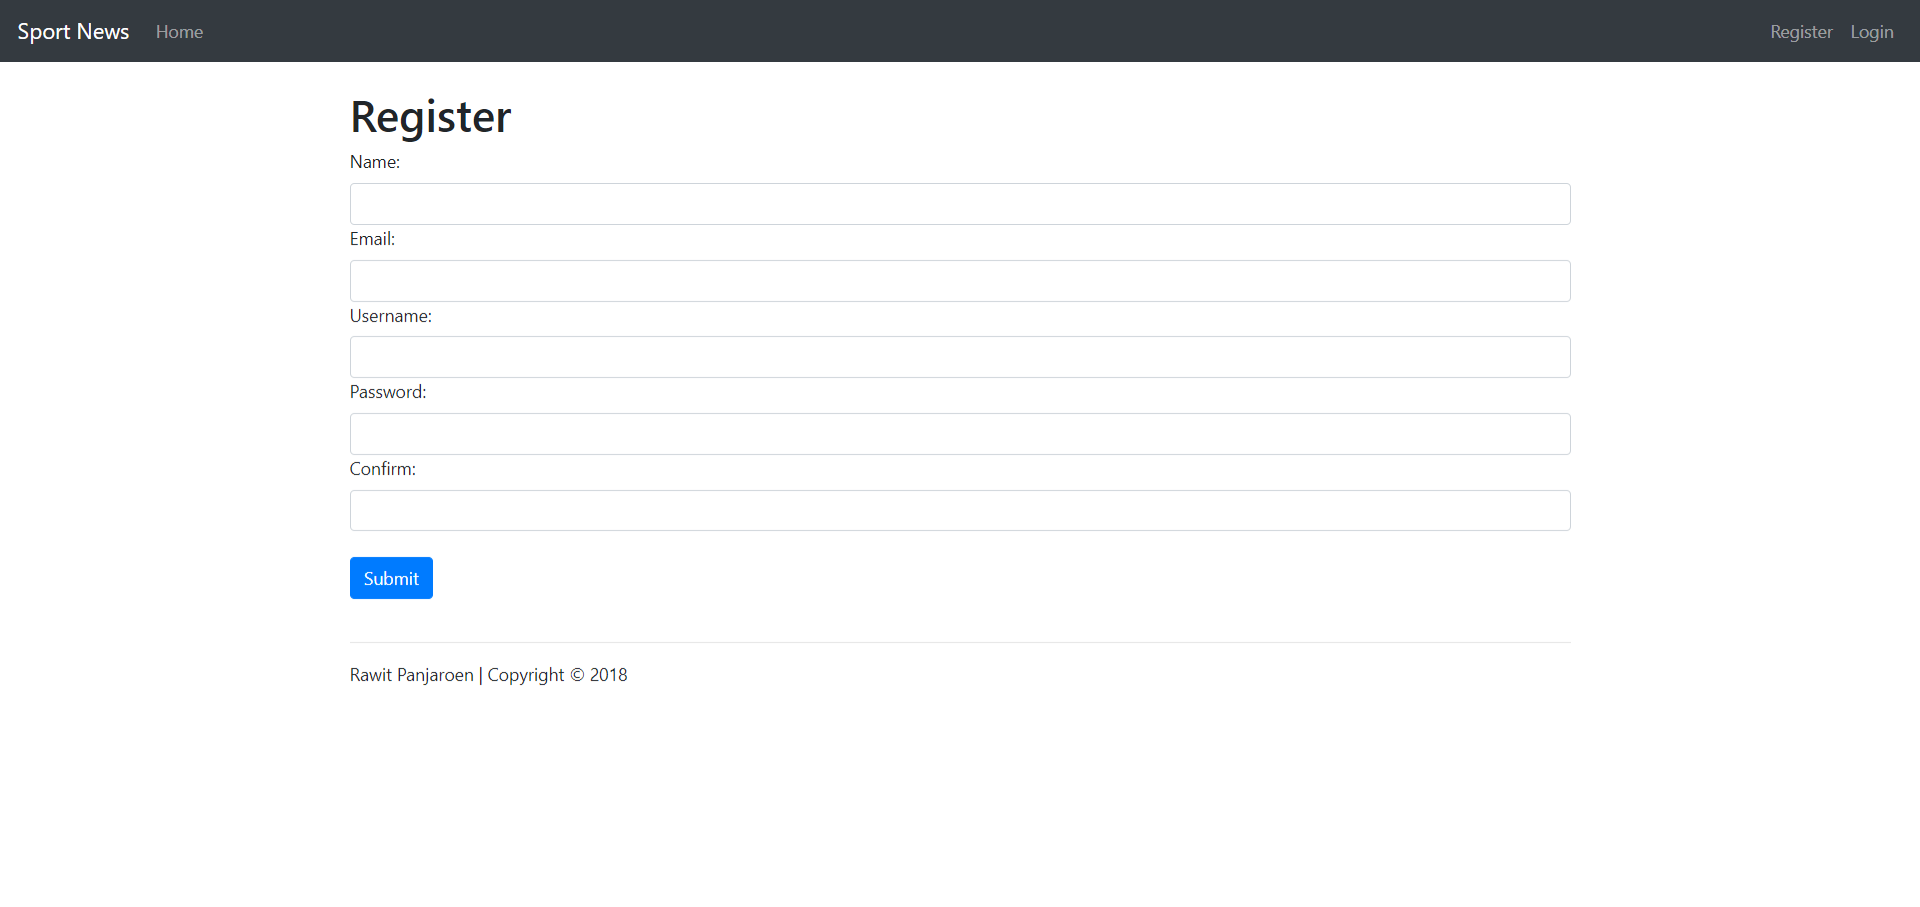 Sport News Home Register Login
Register
Name:
Email:
Username:
Password:
Confirm:
Submit
Rawit Panjaroen | Copyright © 2018